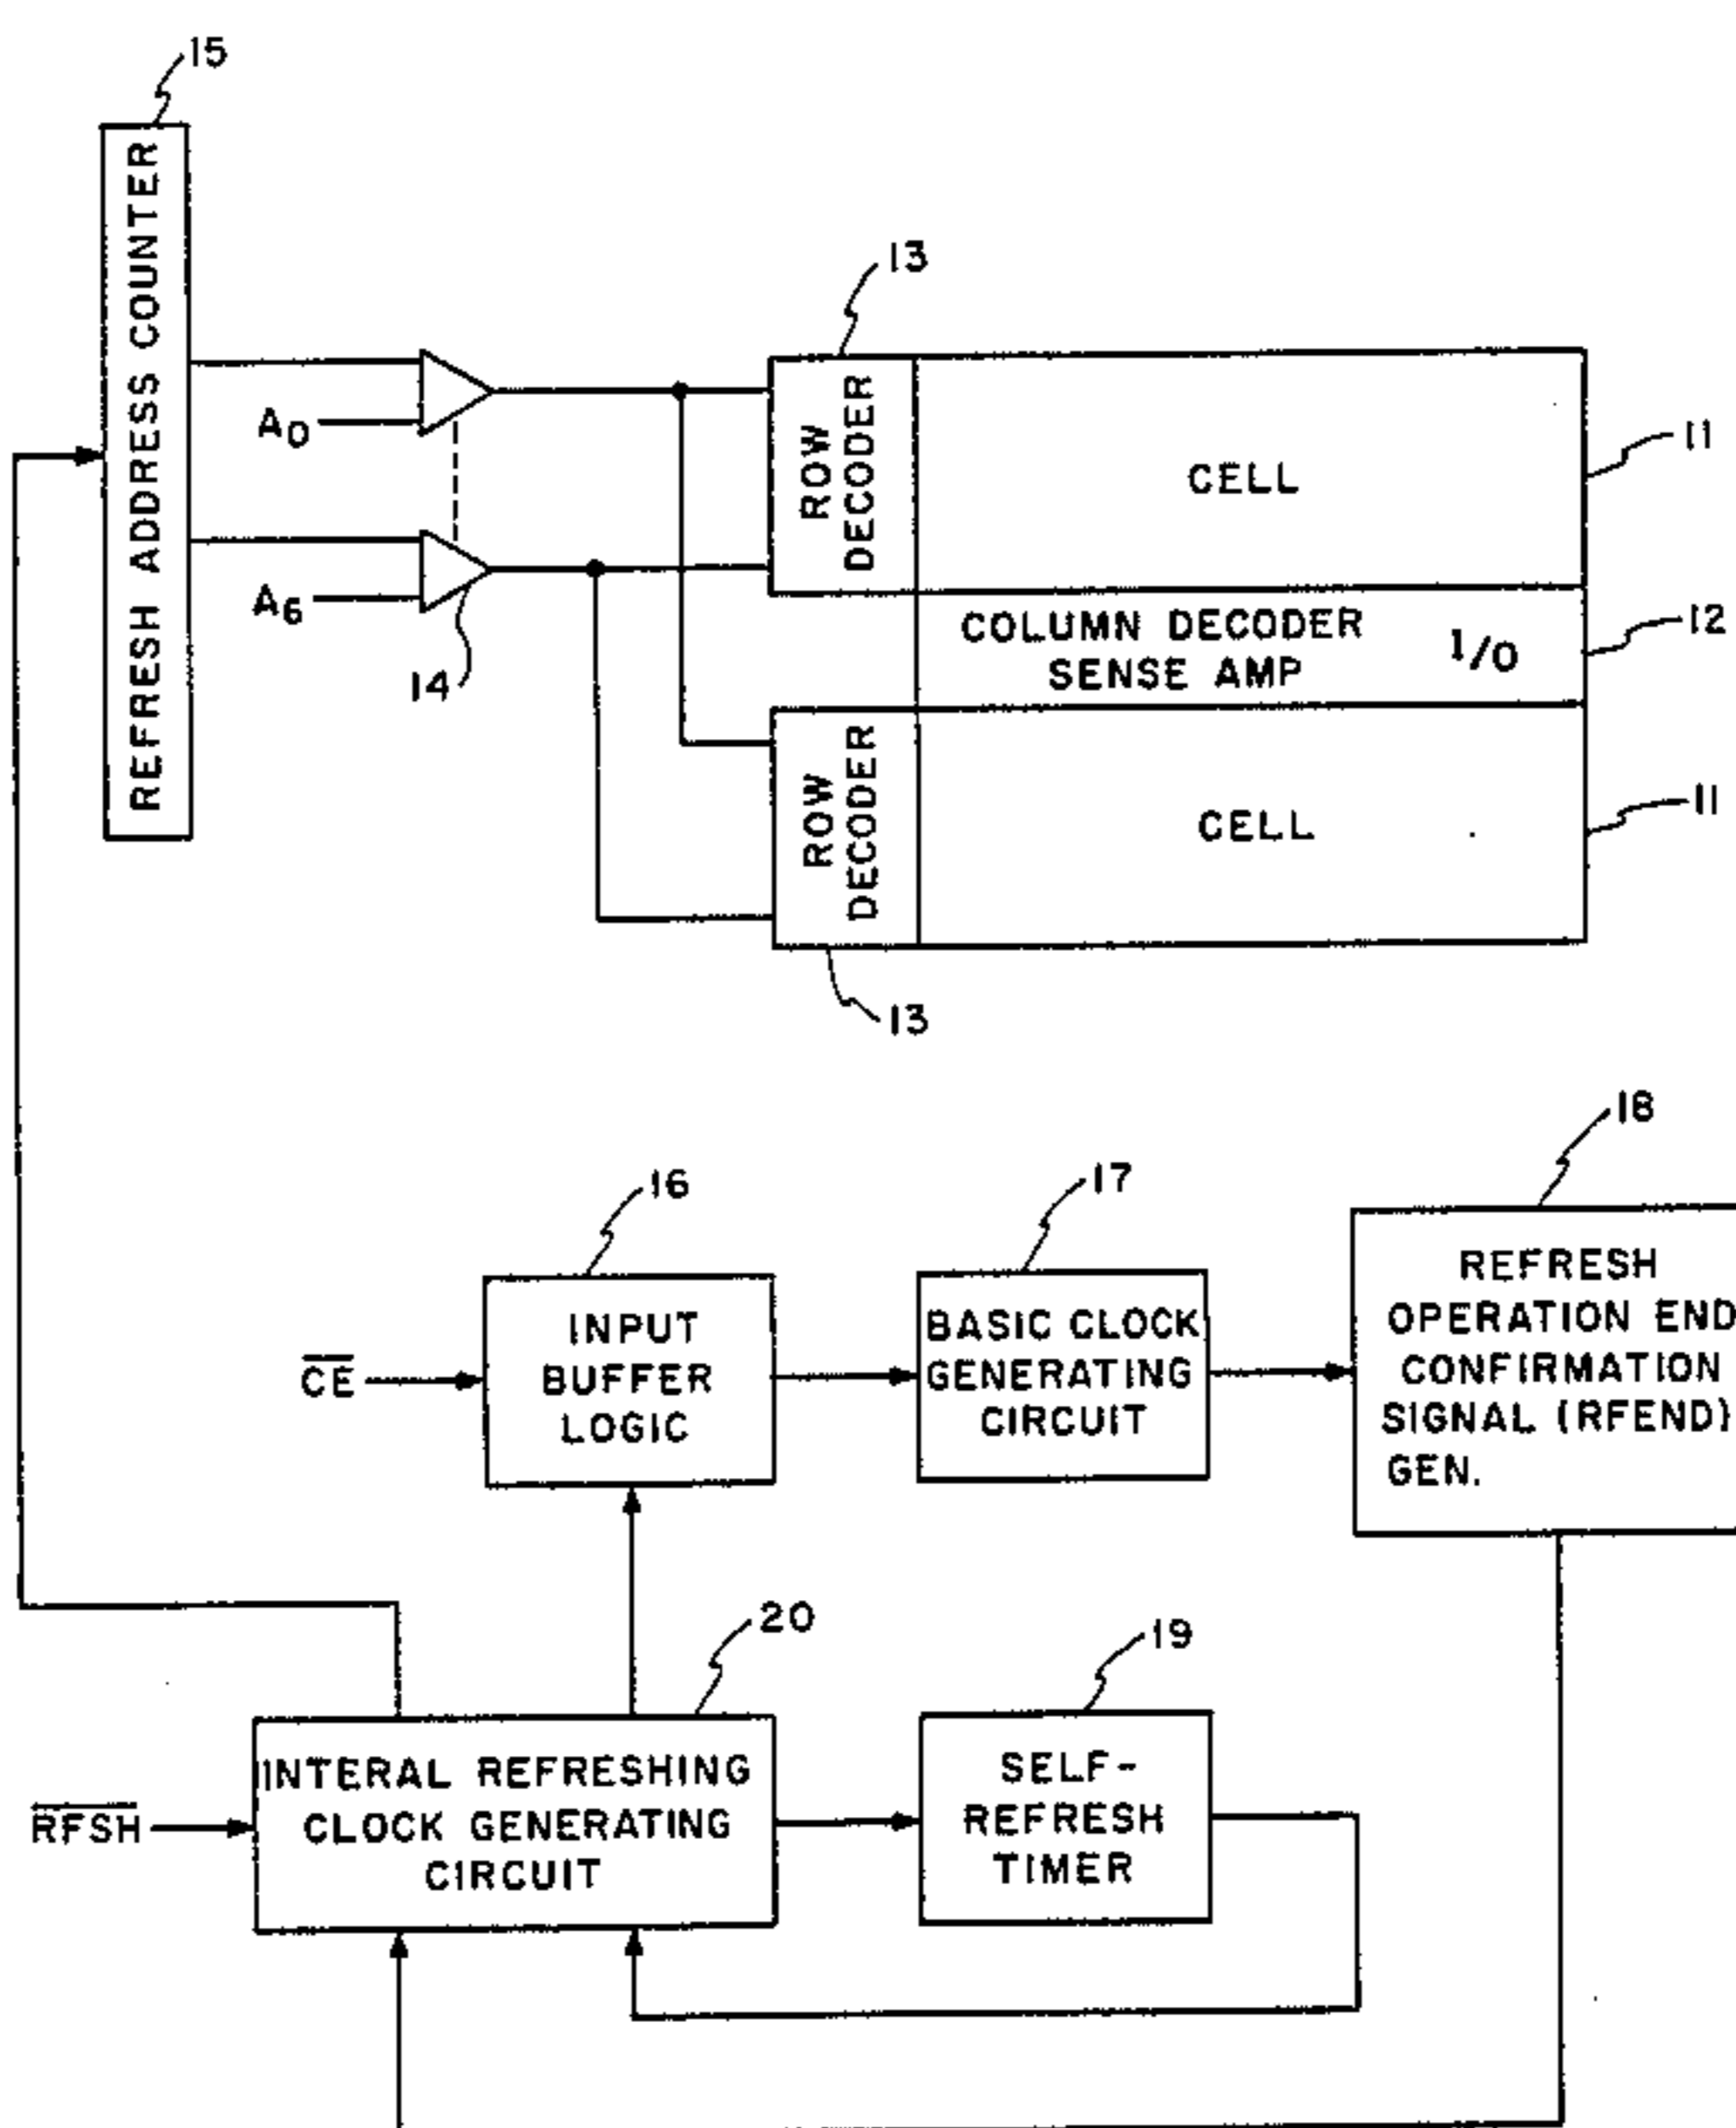 15
REFRESH ADDRESS COUNTER
13
A0
A6
14
ROW
DECODER
CELL
11
COLUMN DECODER
SENSE AMP
I/O
12
ROW
DECODER
CELL
11
13
16
17
18
CE
INPUT
BUFFER
LOGIC
BASIC CLOCK
GENERATING
CIRCUIT
REFRESH
OPERATION END
CONFIRMATION
SIGNAL (RFEND)
GEN.
20
19
RFSH
INTERAL REFRESHING
CLOCK GENERATING
CIRCUIT
SELF-
REFRESH
TIMER